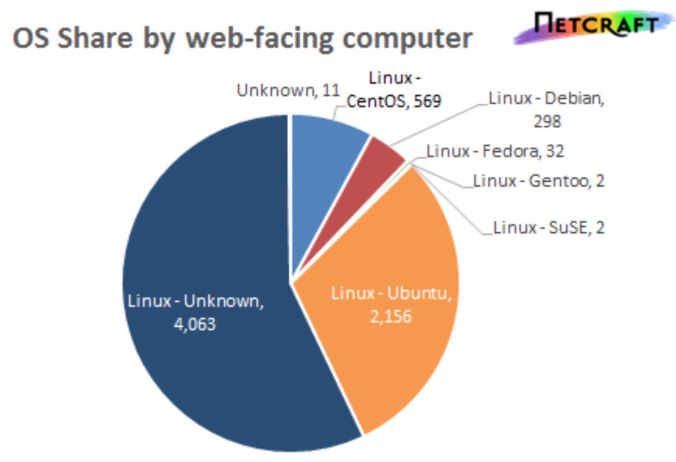 OS Share by web-facing computer
NETCRAFT
Unknown, 11
Linux -
CentOS, 569
Linux - Debian,
298
Linux - Fedora, 32
Linux - Gentoo, 2
Linux - SuSE, 2
Linux - Unknown,
4,063
Linux - Ubuntu,
2,156